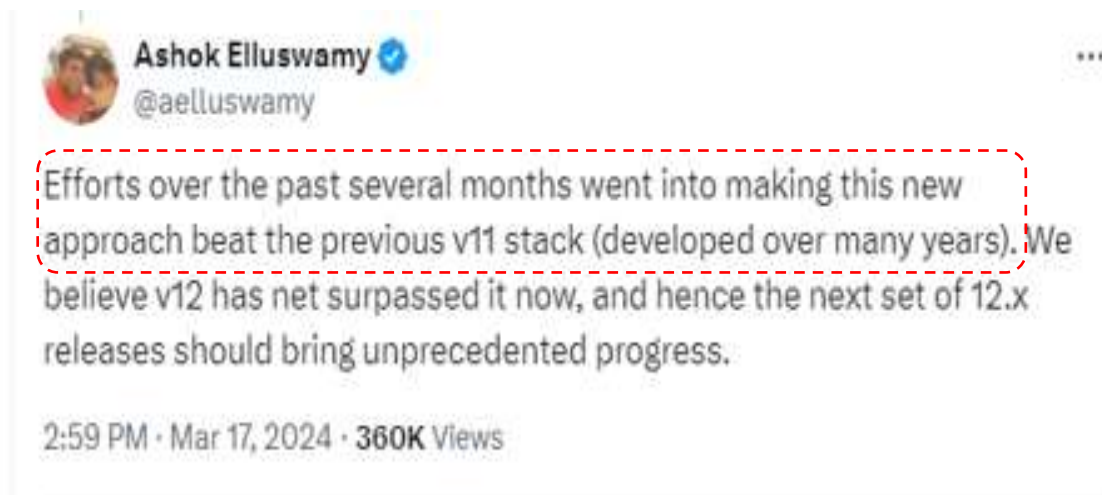 Ashok Elluswamy
@aelluswamy
Efforts over the past several months went into making this new
approach beat the previous v11 stack (developed over many years). We
believe v12 has net surpassed it now, and hence the next set of 12.x
releases should bring unprecedented progress.
2:59 PM · Mar 17, 2024 · 360K Views